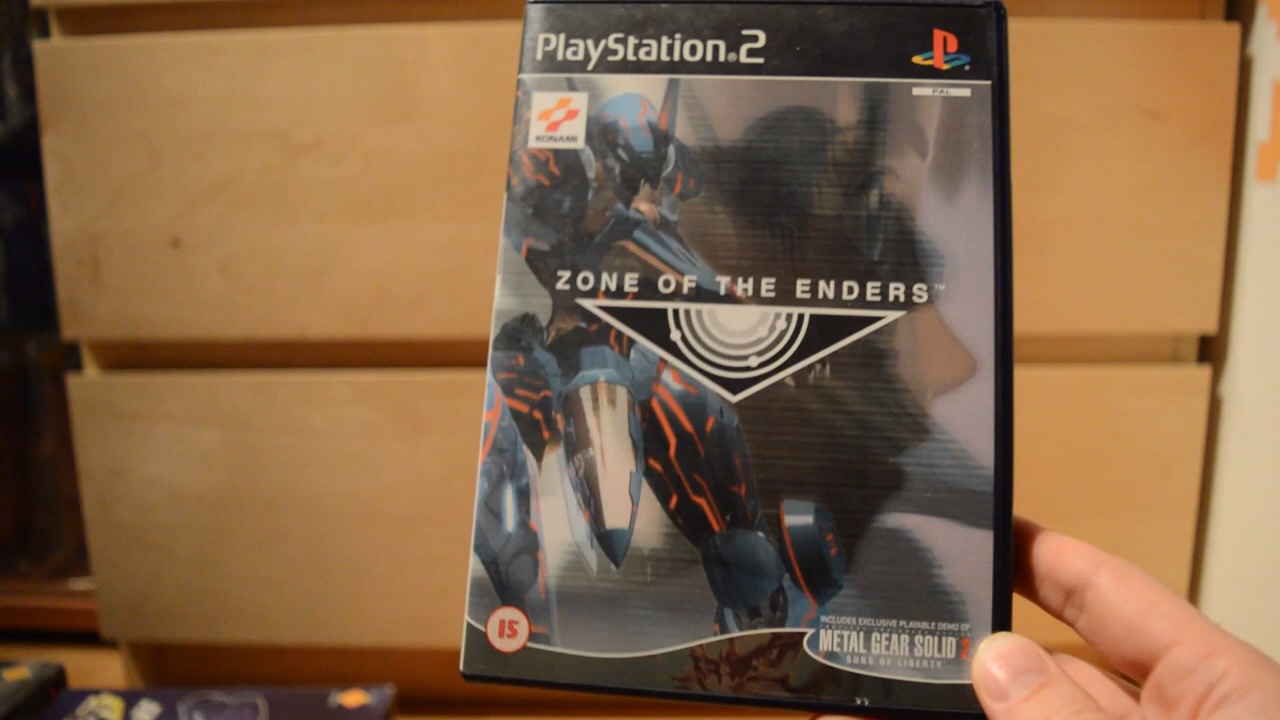 PlayStation®2
PAL
KONAMI
ZONE OF THE ENDERS™
15
INCLUDES EXCLUSIVE PLAYABLE DEMO OF
METAL GEAR SOLID 2
SONS OF LIBERTY